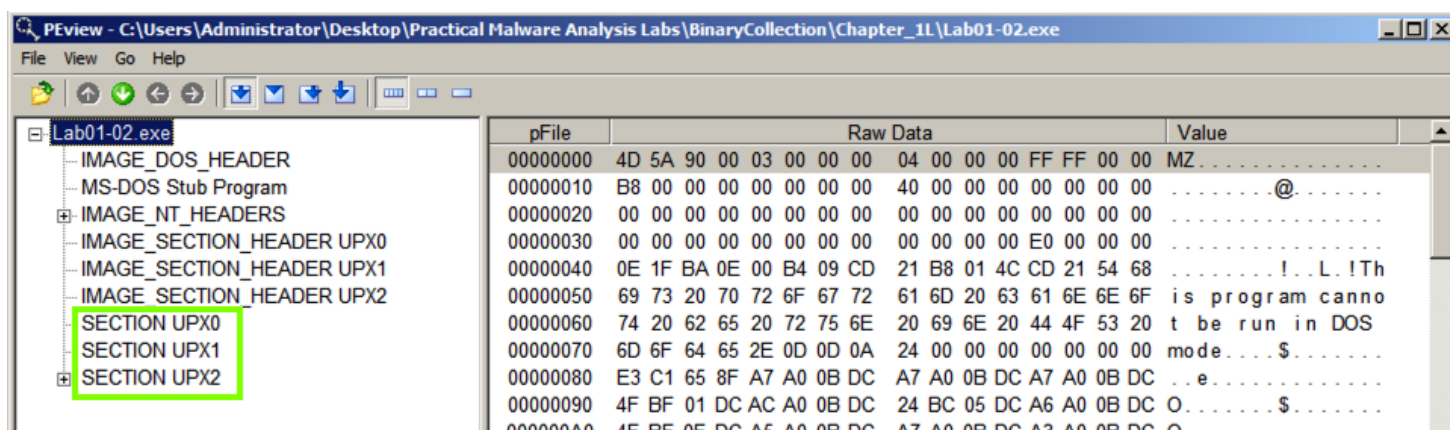 PEview - C:\Users\Administrator\Desktop\Practical Malware Analysis Labs\BinaryCollection\Chapter_1L\Lab01-02.exe
File View Go Help
Lab01-02.exe
IMAGE_DOS_HEADER
MS-DOS Stub Program
IMAGE_NT_HEADERS
IMAGE_SECTION_HEADER UPX0
IMAGE_SECTION_HEADER UPX1
IMAGE_SECTION_HEADER UPX2
SECTION UPX0
SECTION UPX1
SECTION UPX2
pFile Raw Data Value
00000000 4D 5A 90 00 03 00 00 00 04 00 00 00 FF FF 00 00 MZ..............
00000010 B8 00 00 00 00 00 00 00 40 00 00 00 00 00 00 00 ........@.......
00000020 00 00 00 00 00 00 00 00 00 00 00 00 00 00 00 00 ................
00000030 00 00 00 00 00 00 00 00 00 00 00 00 E0 00 00 00 ................
00000040 0E 1F BA 0E 00 B4 09 CD 21 B8 01 4C CD 21 54 68 ........!..L.!Th
00000050 69 73 20 70 72 6F 67 72 61 6D 20 63 61 6E 6E 6F is program canno
00000060 74 20 62 65 20 72 75 6E 20 69 6E 20 44 4F 53 20 t be run in DOS
00000070 6D 6F 64 65 2E 0D 0D 0A 24 00 00 00 00 00 00 00 mode....$.......
00000080 E3 C1 65 8F A7 A0 0B DC A7 A0 0B DC A7 A0 0B DC ..e.............
00000090 4F BF 01 DC AC A0 0B DC 24 BC 05 DC A6 A0 0B DC O.......$.......